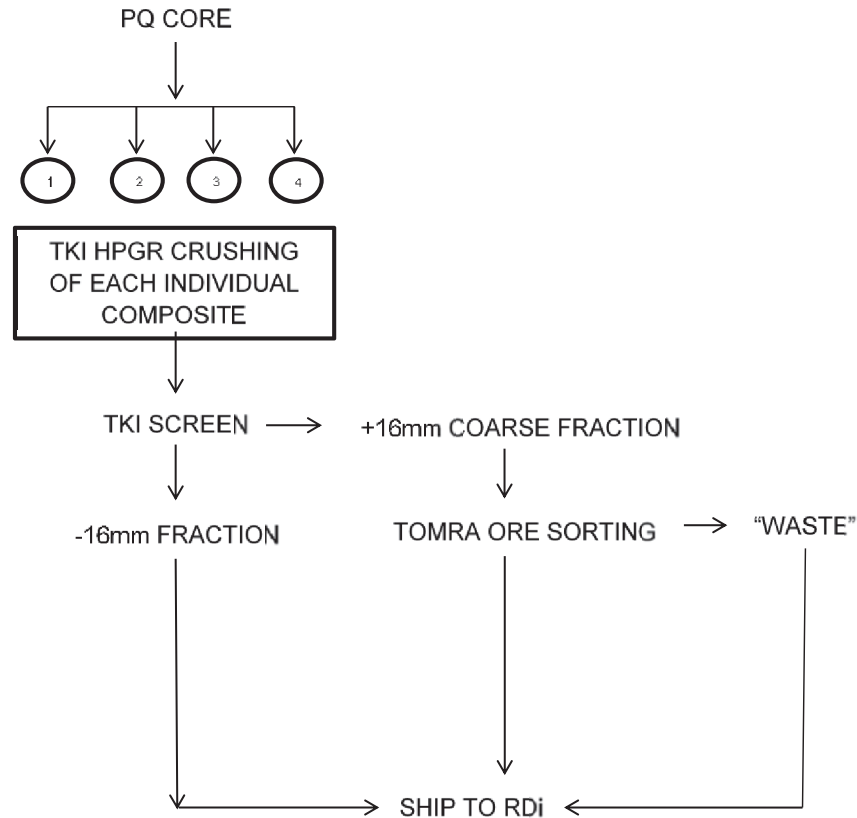 PQ CORE
1 2 3 4
TKI HPGR CRUSHING
OF EACH INDIVIDUAL
COMPOSITE
TKI SCREEN
+16mm COARSE FRACTION
-16mm FRACTION
TOMRA ORE SORTING
“WASTE”
SHIP TO RDi